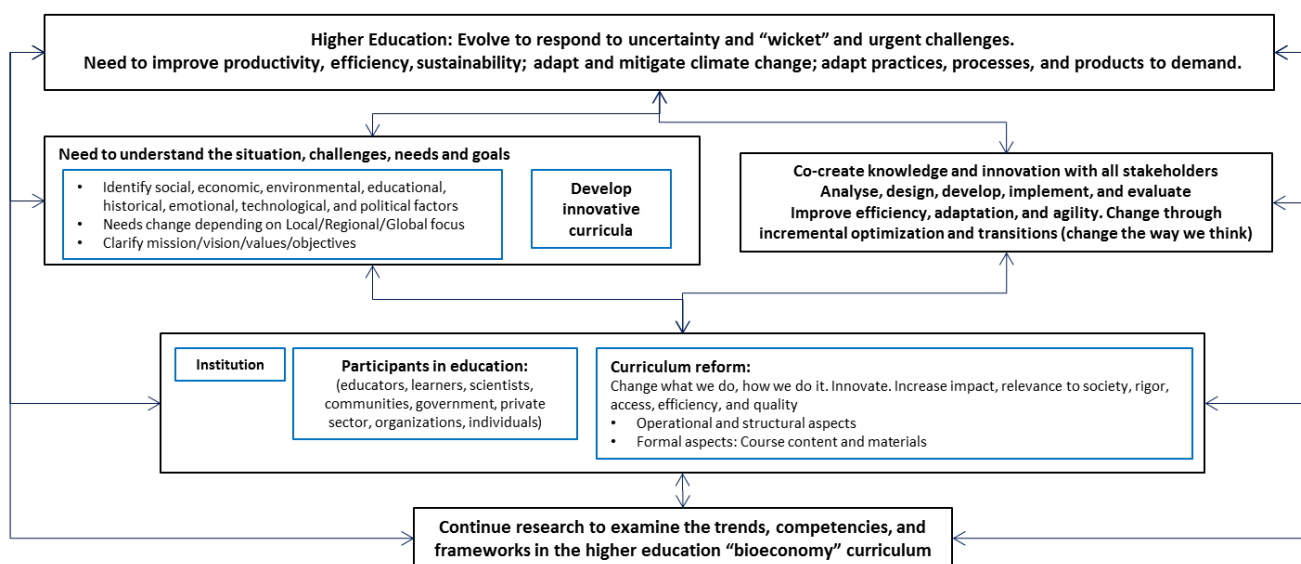 Higher Education: Evolve to respond to uncertainty and “wicket” and urgent challenges.
Need to improve productivity, efficiency, sustainability; adapt and mitigate climate change; adapt practices, processes, and products to demand.
Need to understand the situation, challenges, needs and goals
• Identify social, economic, environmental, educational,
historical, emotional, technological, and political factors
• Needs change depending on Local/Regional/Global focus
• Clarify mission/vision/values/objectives
Develop
innovative
curricula
Co-create knowledge and innovation with all stakeholders
Analyse, design, develop, implement, and evaluate
Improve efficiency, adaptation, and agility. Change through
incremental optimization and transitions (change the way we think)
Institution
Participants in education:
(educators, learners, scientists,
communities, government, private
sector, organizations, individuals)
Curriculum reform:
Change what we do, how we do it. Innovate. Increase impact, relevance to society, rigor,
access, efficiency, and quality
• Operational and structural aspects
• Formal aspects: Course content and materials
Continue research to examine the trends, competencies, and
frameworks in the higher education “bioeconomy” curriculum